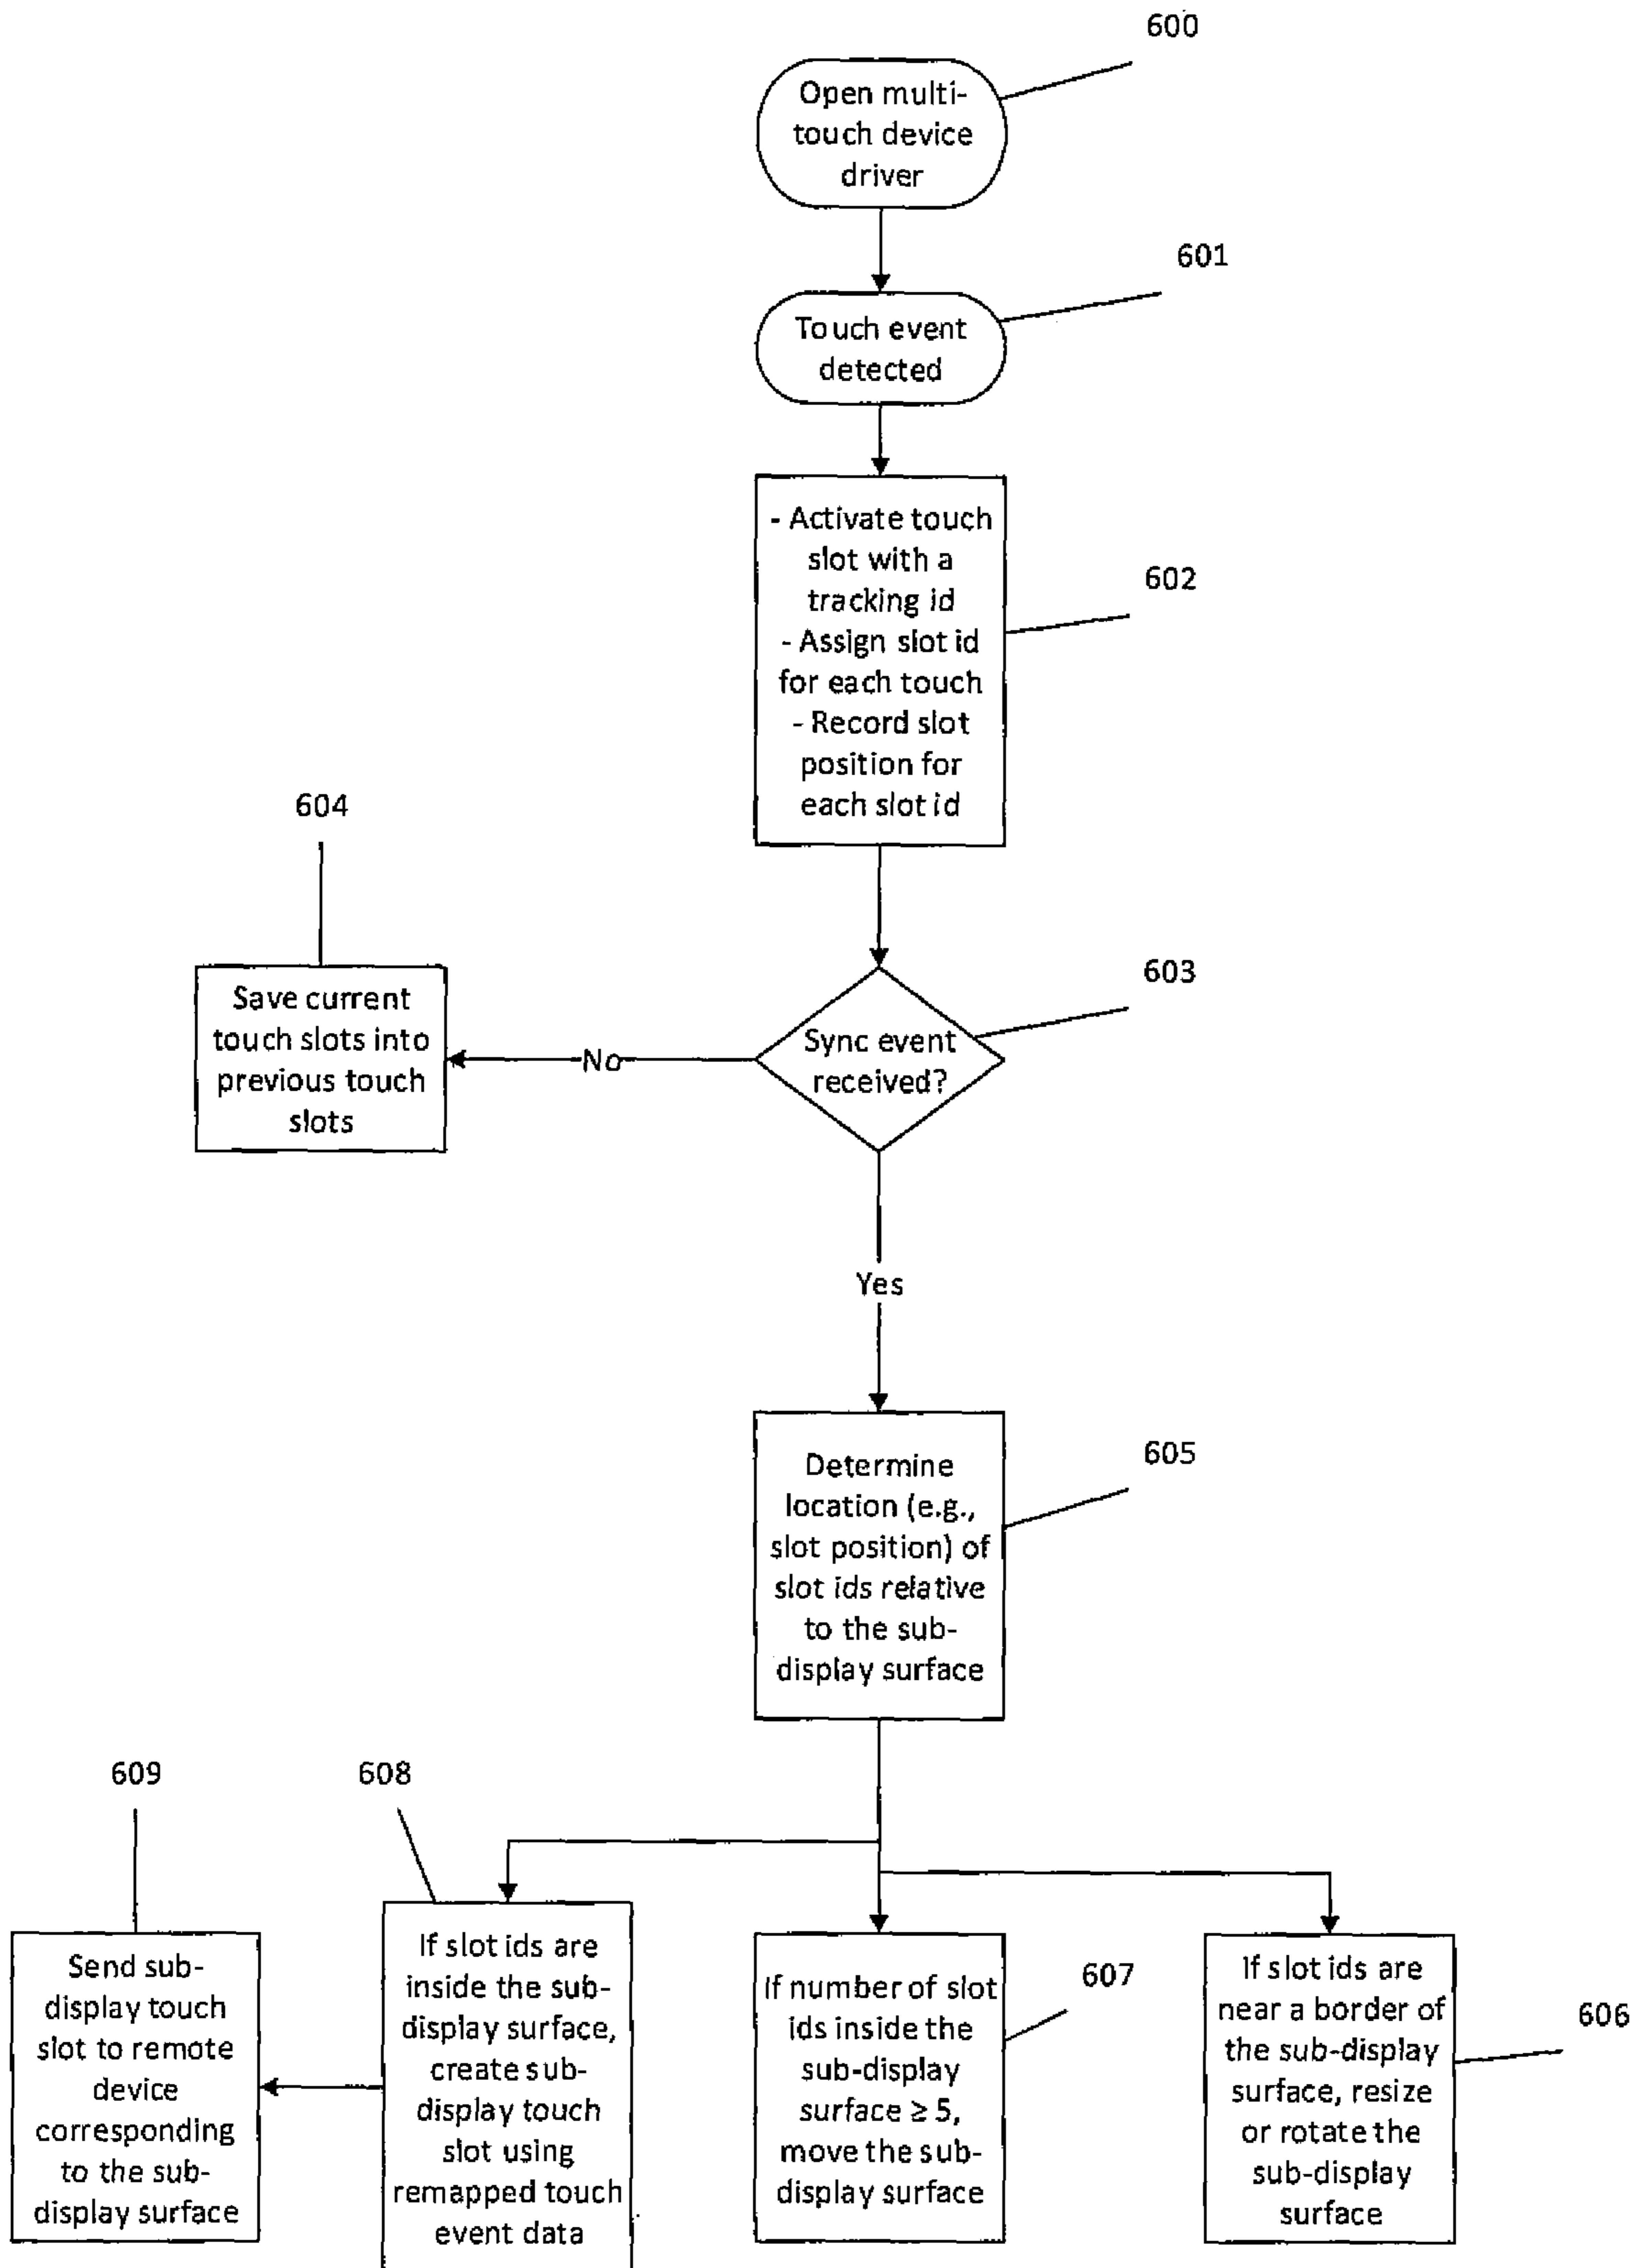 600
Open multi-
touch device
driver
601
Touch event
detected
- Activate touch
slot with a
tracking id
- Assign slot id
for each touch
- Record slot
position for
each slot id
602
604
Save current
touch slots into
previous touch
slots
No
603
Sync event
received?
Yes
605
Determine
location (e.g.,
slot position) of
slot ids relative
to the sub-
display surface
609
608
Send sub-
display touch
slot to remote
device
corresponding
to the sub-
display surface
If slot ids are
inside the sub-
display surface,
create sub-
display touch
slot using
remapped touch
event data
If number of slot
ids inside the
sub-display
surface ≥ 5,
move the sub-
display surface
607
If slot ids are
near a border of
the sub-display
surface, resize
or rotate the
sub-display
surface
606